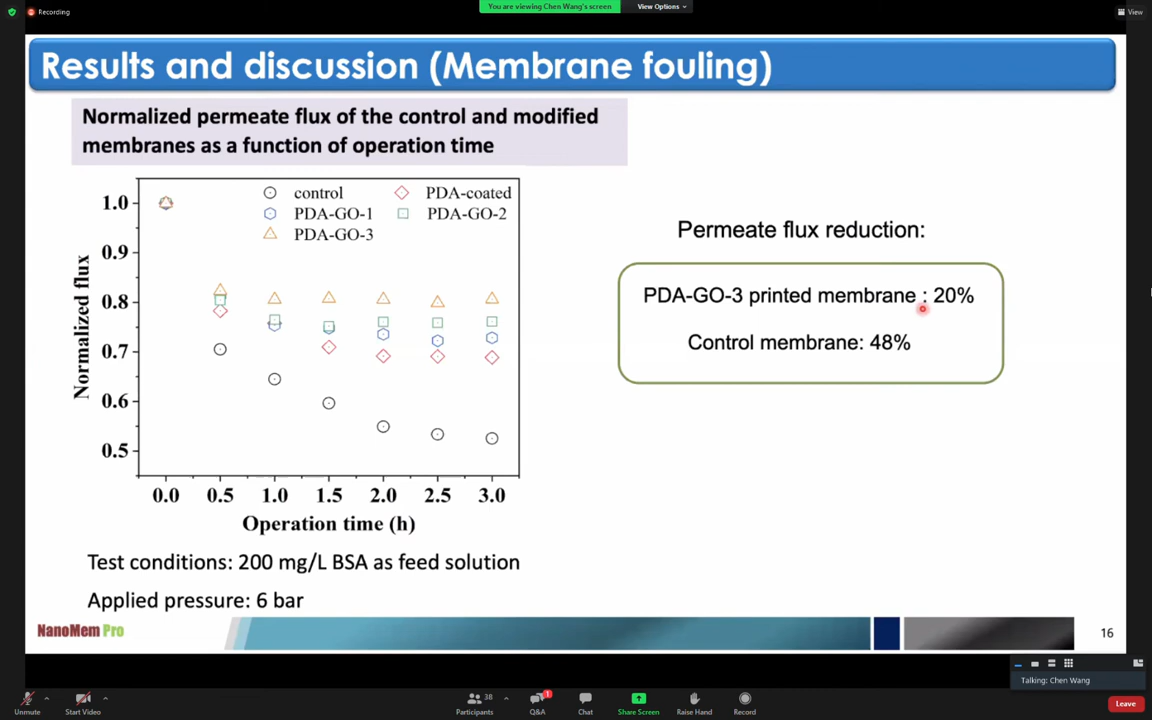 Recording
You are viewing Chen Wang's screen
View Options
View
Results and discussion (Membrane fouling)
Normalized permeate flux of the control and modified
membranes as a function of operation time
control
PDA-coated
PDA-GO-1
PDA-GO-2
PDA-GO-3
1.0
0.9
0.8
0.7
0.6
0.5
Normalized flux
0.0 0.5 1.0 1.5 2.0 2.5 3.0
Operation time (h)
Permeate flux reduction:
PDA-GO-3 printed membrane : 20%
Control membrane: 48%
Test conditions: 200 mg/L BSA as feed solution
Applied pressure: 6 bar
NanoMem Pro
16
Talking: Chen Wang
Unmute
Start Video
38
Participants
1
Q&A
Chat
Share Screen
Raise Hand
Record
Leave